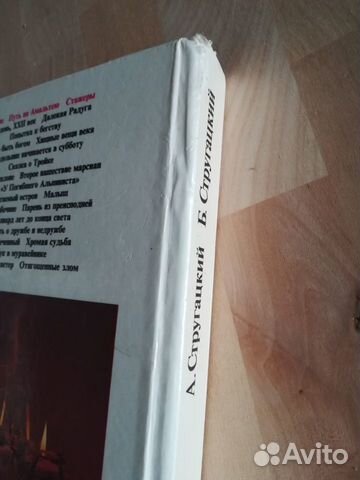 Путь на Амальтею Стажеры
XXII век Далекая Радуга
Попытка к бегству
быть богом Хищные вещи века
начинается в субботу
Сказка о Тройке
Второе нашествие марсиан
«У Погибшего Альпиниста»
остров Малыш
Парень из преисподней
лет до конца света
о дружбе и недружбе
Хромая судьба
в муравейнике
Отягощенные злом
А. Стругацкий Б. Стругацкий
Avito